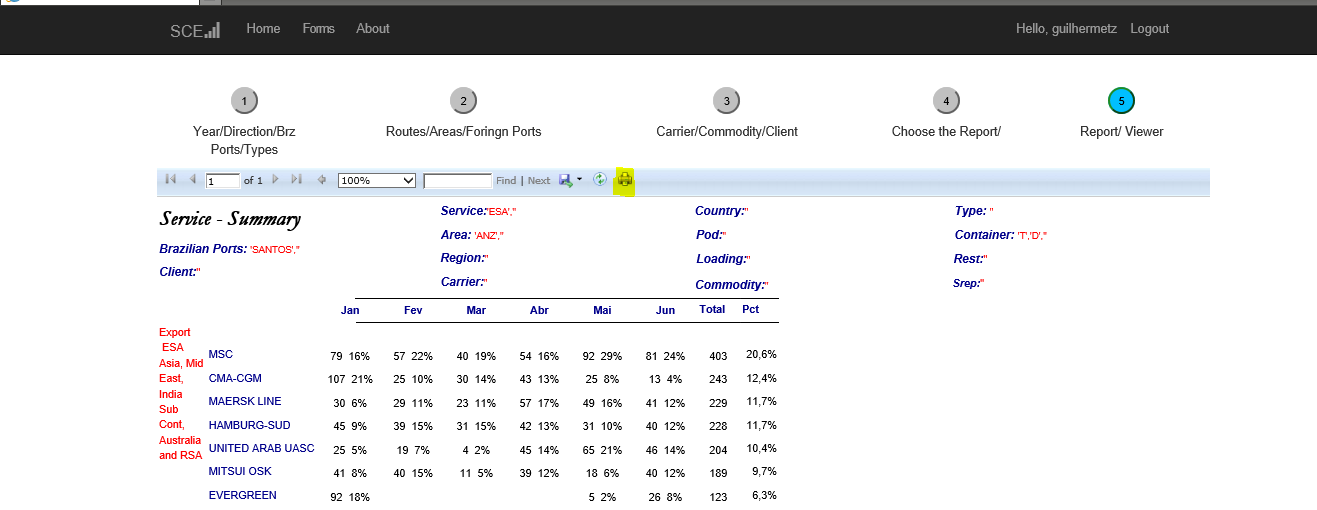 SCE Home Forms About Hello, guilhermetz Logout
1 2 3 4 5
Year/Direction/Brz Routes/Areas/Foringn Ports Carrier/Commodity/Client Choose the Report/ Report/ Viewer
Ports/Types
1 of 1 100% Find | Next
Service - Summary
Brazilian Ports: 'SANTOS',''
Client:''
Service:'ESA',''
Area: 'ANZ',''
Region:''
Carrier:''
Country:''
Pod:''
Loading:''
Commodity:''
Type: ''
Container: 'T','D',''
Rest:''
Srep:''
Jan Fev Mar Abr Mai Jun Total Pct
Export
ESA
Asia, Mid
East,
India
Sub
Cont,
Australia
and RSA
MSC 79 16% 57 22% 40 19% 54 16% 92 29% 81 24% 403 20,6%
CMA-CGM 107 21% 25 10% 30 14% 43 13% 25 8% 13 4% 243 12,4%
MAERSK LINE 30 6% 29 11% 23 11% 57 17% 49 16% 41 12% 229 11,7%
HAMBURG-SUD 45 9% 39 15% 31 15% 42 13% 31 10% 40 12% 228 11,7%
UNITED ARAB UASC 25 5% 19 7% 4 2% 45 14% 65 21% 46 14% 204 10,4%
MITSUI OSK 41 8% 40 15% 11 5% 39 12% 18 6% 40 12% 189 9,7%
EVERGREEN 92 18% 5 2% 26 8% 123 6,3%